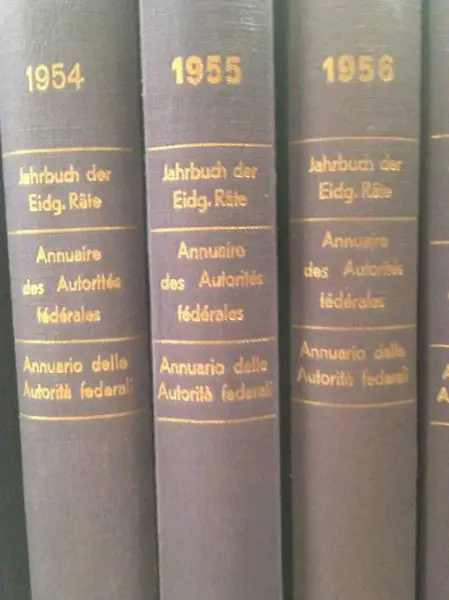 1954
Jahrbuch der
Eidg. Räte
Annuaire
des Autorités
fédérales
Annuario delle
Autorità federali
1955
Jahrbuch der
Eidg. Räte
Annuaire
des Autorités
fédérales
Annuario delle
Autorità federali
1956
Jahrbuch der
Eidg. Räte
Annuaire
des Autorités
fédérales
Annuario delle
Autorità federali
A
A